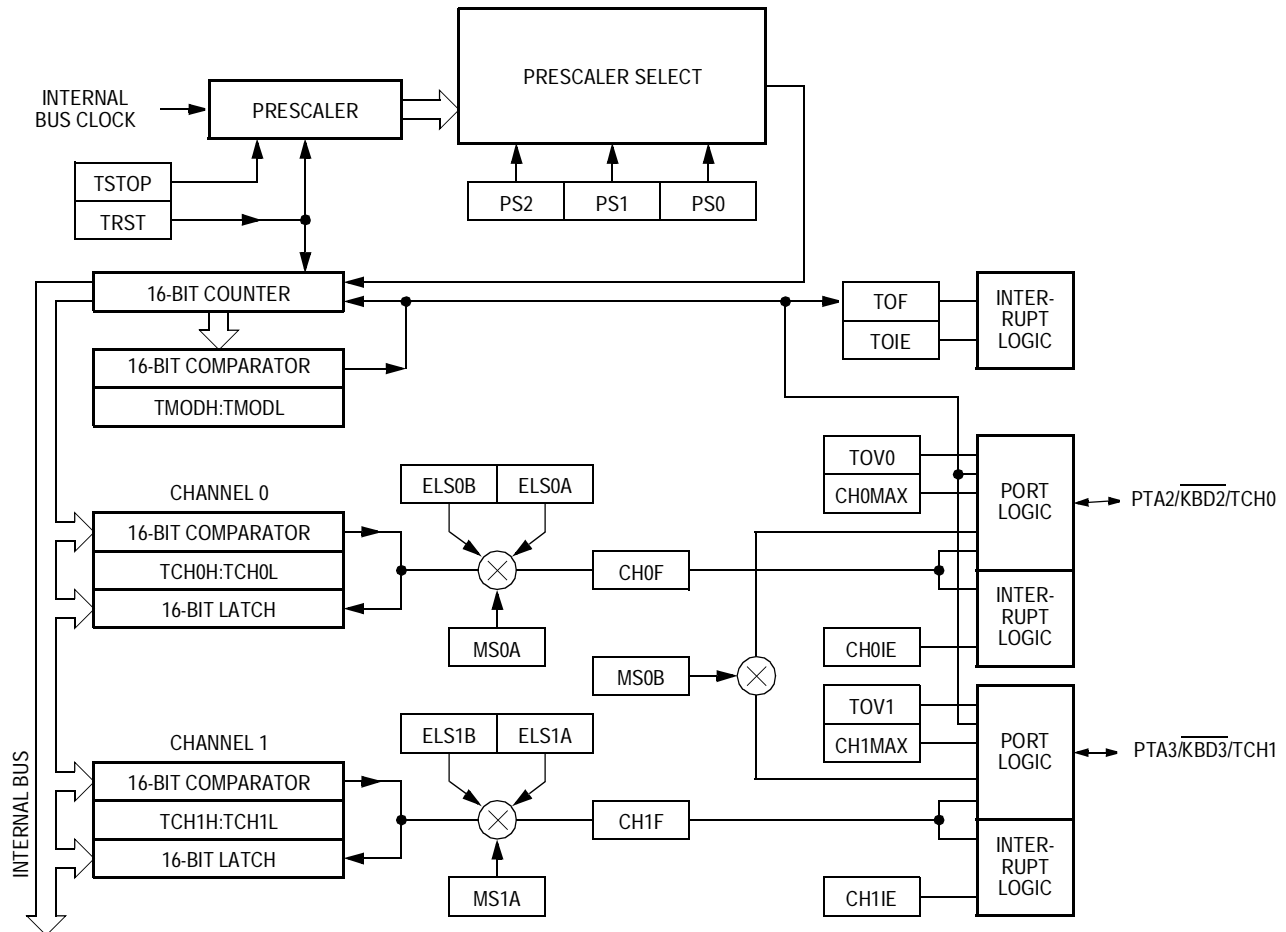 PRESCALER SELECT
INTERNAL
BUS CLOCK
PRESCALER
TSTOP
TRST
PS2
PS1
PS0
16-BIT COUNTER
TOF
TOIE
INTER-
RUPT
LOGIC
16-BIT COMPARATOR
TMODH:TMODL
TOV0
CH0MAX
PORT
LOGIC
PTA2/KBD2/TCH0
CHANNEL 0
ELS0B
ELS0A
16-BIT COMPARATOR
TCH0H:TCH0L
16-BIT LATCH
CH0F
MS0A
INTER-
RUPT
LOGIC
CH0IE
MS0B
TOV1
CH1MAX
PORT
LOGIC
PTA3/KBD3/TCH1
CHANNEL 1
ELS1B
ELS1A
16-BIT COMPARATOR
TCH1H:TCH1L
16-BIT LATCH
CH1F
MS1A
INTER-
RUPT
LOGIC
CH1IE
INTERNAL BUS